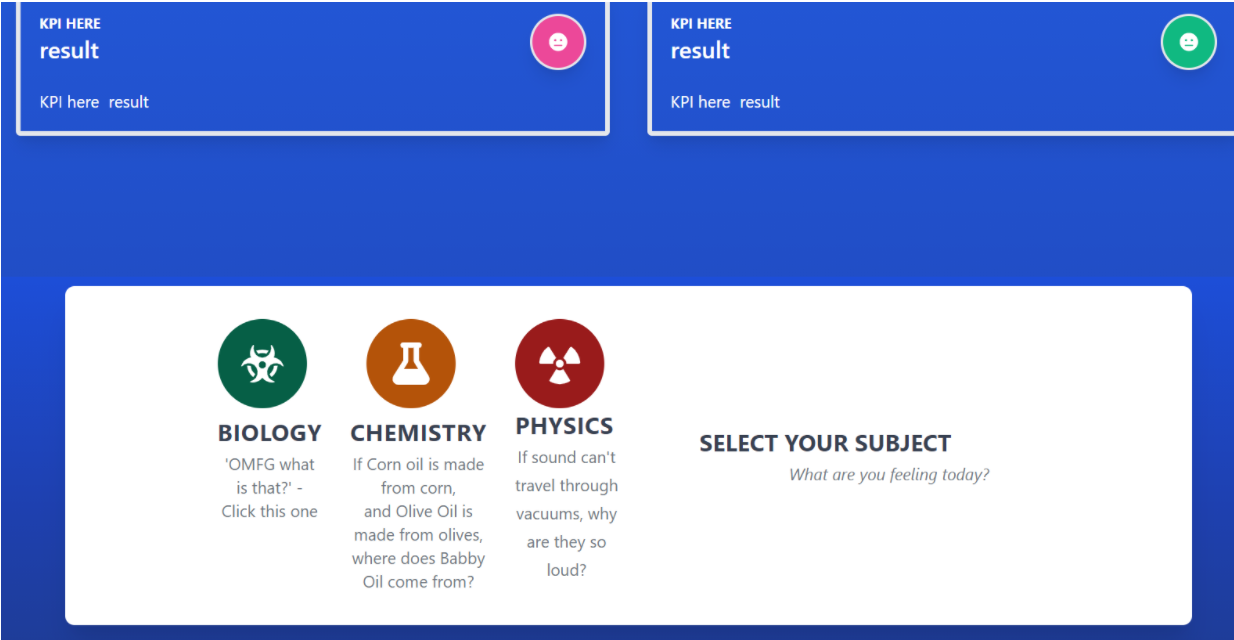 KPI HERE
result
KPI here result
KPI HERE
result
KPI here result
BIOLOGY
'OMFG what
is that?' -
Click this one
CHEMISTRY
If Corn oil is made
from corn,
and Olive Oil is
made from olives,
where does Babby
Oil come from?
PHYSICS
If sound can't
travel through
vacuums, why
are they so
loud?
SELECT YOUR SUBJECT
What are you feeling today?